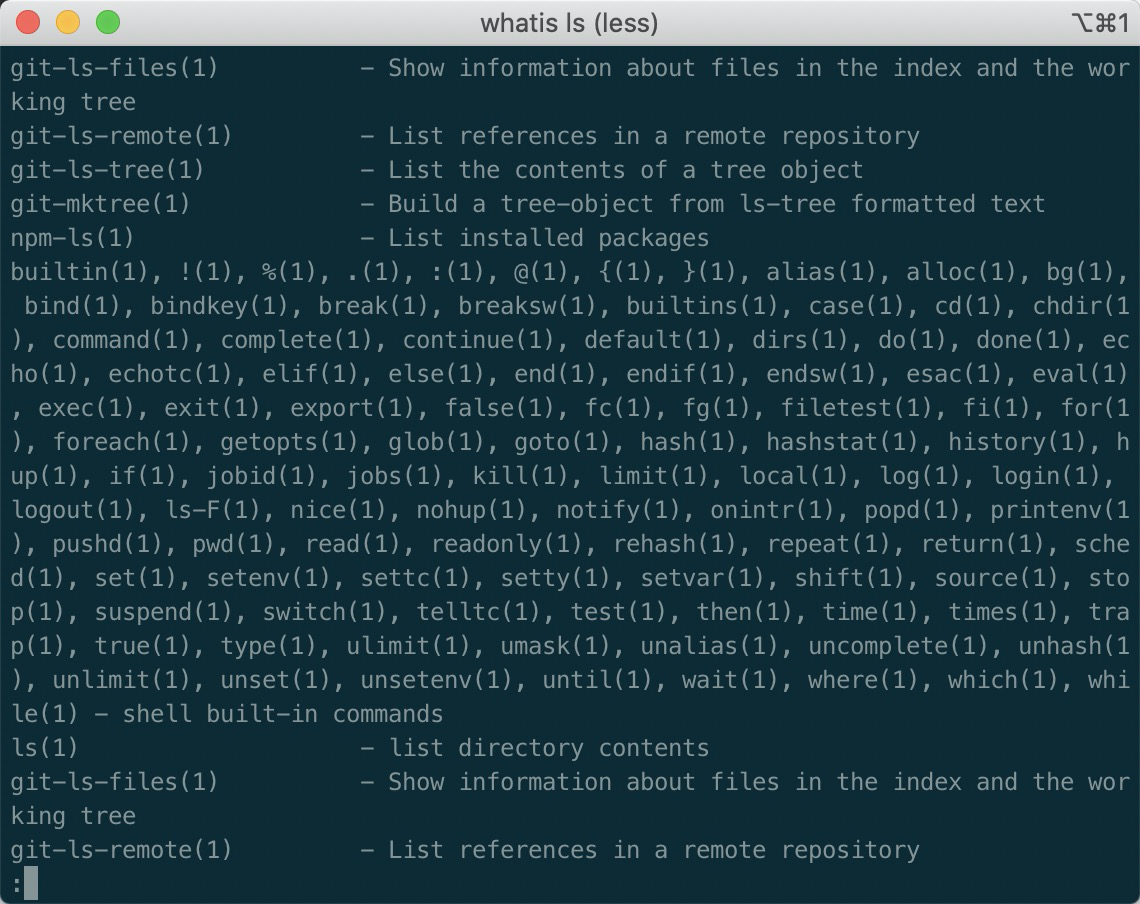 whatis ls (less) ⌥⌘1
git-ls-files(1) - Show information about files in the index and the wor
king tree
git-ls-remote(1) - List references in a remote repository
git-ls-tree(1) - List the contents of a tree object
git-mktree(1) - Build a tree-object from ls-tree formatted text
npm-ls(1) - List installed packages
builtin(1), !(1), %(1), .(1), :(1), @(1), {(1), }(1), alias(1), alloc(1), bg(1),
 bind(1), bindkey(1), break(1), breaksw(1), builtins(1), case(1), cd(1), chdir(1
), command(1), complete(1), continue(1), default(1), dirs(1), do(1), done(1), ec
ho(1), echotc(1), elif(1), else(1), end(1), endif(1), endsw(1), esac(1), eval(1)
, exec(1), exit(1), export(1), false(1), fc(1), fg(1), filetest(1), fi(1), for(1
), foreach(1), getopts(1), glob(1), goto(1), hash(1), hashstat(1), history(1), h
up(1), if(1), jobid(1), jobs(1), kill(1), limit(1), local(1), log(1), login(1),
logout(1), ls-F(1), nice(1), nohup(1), notify(1), onintr(1), popd(1), printenv(1
), pushd(1), pwd(1), read(1), readonly(1), rehash(1), repeat(1), return(1), sche
d(1), set(1), setenv(1), settc(1), setty(1), setvar(1), shift(1), source(1), sto
p(1), suspend(1), switch(1), telltc(1), test(1), then(1), time(1), times(1), tra
p(1), true(1), type(1), ulimit(1), umask(1), unalias(1), uncomplete(1), unhash(1
), unlimit(1), unset(1), unsetenv(1), until(1), wait(1), where(1), which(1), whi
le(1) - shell built-in commands
ls(1) - list directory contents
git-ls-files(1) - Show information about files in the index and the wor
king tree
git-ls-remote(1) - List references in a remote repository
: